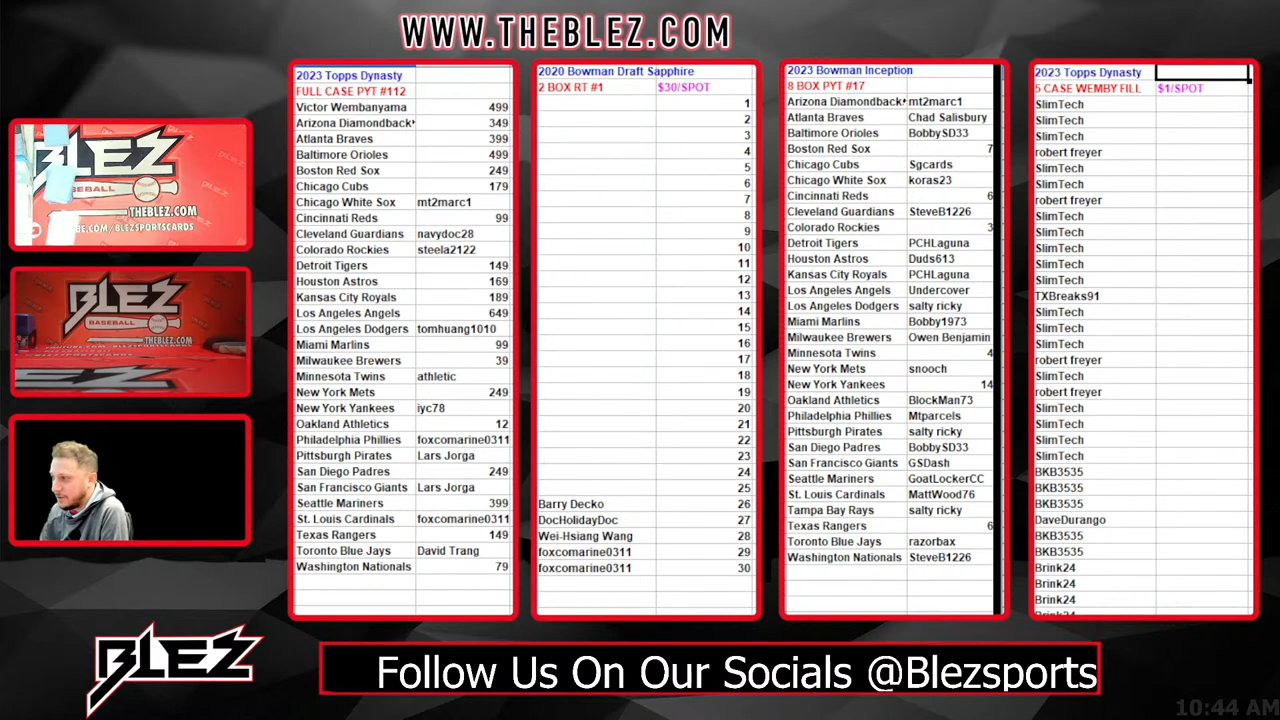 WWW.THEBLEZ.COM
BLEZ
BASEBALL
THEBLEZ.COM
BLEZ
BASEBALL
THEBLEZ.COM
2023 Topps Dynasty
FULL CASE PYT #112
Victor Wembanyama 499
Arizona Diamondback 349
Atlanta Braves 399
Baltimore Orioles 499
Boston Red Sox 249
Chicago Cubs 179
Chicago White Sox mt2marc1
Cincinnati Reds 99
Cleveland Guardians navydoc28
Colorado Rockies steela2122
Detroit Tigers 149
Houston Astros 169
Kansas City Royals 189
Los Angeles Angels 649
Los Angeles Dodgers tomhuang1010
Miami Marlins 99
Milwaukee Brewers 39
Minnesota Twins athletic
New York Mets 249
New York Yankees iyc78
Oakland Athletics 12
Philadelphia Phillies foxcomarine0311
Pittsburgh Pirates Lars Jorga
San Diego Padres 249
San Francisco Giants Lars Jorga
Seattle Mariners 399
St. Louis Cardinals foxcomarine0311
Texas Rangers 149
Toronto Blue Jays David Trang
Washington Nationals 79
2020 Bowman Draft Sapphire
2 BOX RT #1 $30/SPOT
1
2
3
4
5
6
7
8
9
10
11
12
13
14
15
16
17
18
19
20
21
22
23
24
25
Barry Decko 26
DocHolidayDoc 27
Wei-Hsiang Wang 28
foxcomarine0311 29
foxcomarine0311 30
2023 Bowman Inception
8 BOX PYT #17
Arizona Diamondback mt2marc1
Atlanta Braves Chad Salisbury
Baltimore Orioles BobbySD33
Boston Red Sox 7
Chicago Cubs Sgcards
Chicago White Sox koras23
Cincinnati Reds 6
Cleveland Guardians SteveB1226
Colorado Rockies 3
Detroit Tigers PCHLaguna
Houston Astros Duds613
Kansas City Royals PCHLaguna
Los Angeles Angels Undercover
Los Angeles Dodgers salty ricky
Miami Marlins Bobby1973
Milwaukee Brewers Owen Benjamin
Minnesota Twins 4
New York Mets snooch
New York Yankees 14
Oakland Athletics BlockMan73
Philadelphia Phillies Mtparcels
Pittsburgh Pirates salty ricky
San Diego Padres BobbySD33
San Francisco Giants GSDash
Seattle Mariners GoatLockerCC
St. Louis Cardinals MattWood76
Tampa Bay Rays salty ricky
Texas Rangers 6
Toronto Blue Jays razorbax
Washington Nationals SteveB1226
2023 Topps Dynasty
5 CASE WEMBY FILL $1/SPOT
SlimTech
SlimTech
SlimTech
robert freyer
SlimTech
SlimTech
robert freyer
SlimTech
SlimTech
SlimTech
SlimTech
SlimTech
TXBreaks91
SlimTech
SlimTech
SlimTech
robert freyer
SlimTech
robert freyer
SlimTech
SlimTech
SlimTech
SlimTech
BKB3535
BKB3535
BKB3535
DaveDurango
BKB3535
BKB3535
Brink24
Brink24
Brink24
BLEZ
Follow Us On Our Socials @Blezsports
10:44 AM